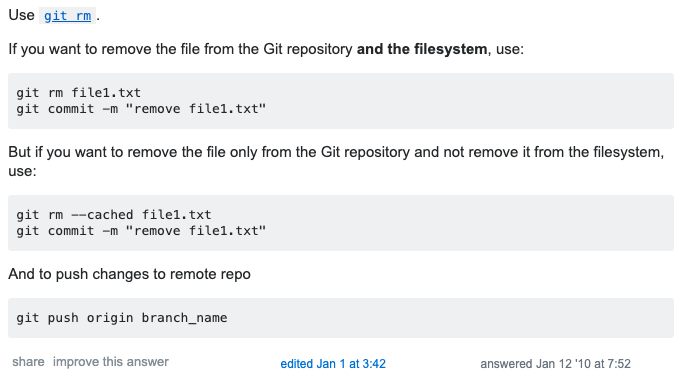 Use git rm .
If you want to remove the file from the Git repository and the filesystem, use:
git rm file1.txt
git commit -m "remove file1.txt"
But if you want to remove the file only from the Git repository and not remove it from the filesystem,
use:
git rm --cached file1.txt
git commit -m "remove file1.txt"
And to push changes to remote repo
git push origin branch_name
share improve this answer edited Jan 1 at 3:42 answered Jan 12 '10 at 7:52